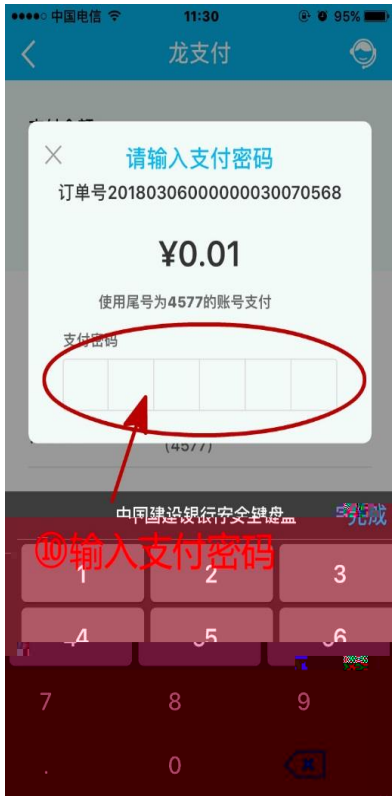 中国电信 11:30 95%
龙支付
请输入支付密码
订单号20180306000000030070568
¥0.01
使用尾号为4577的账号支付
支付密码
(4577)
中国建设银行安全键盘 完成
⑩输入支付密码
1 2 3
4 5 6
7 8 9
. 0